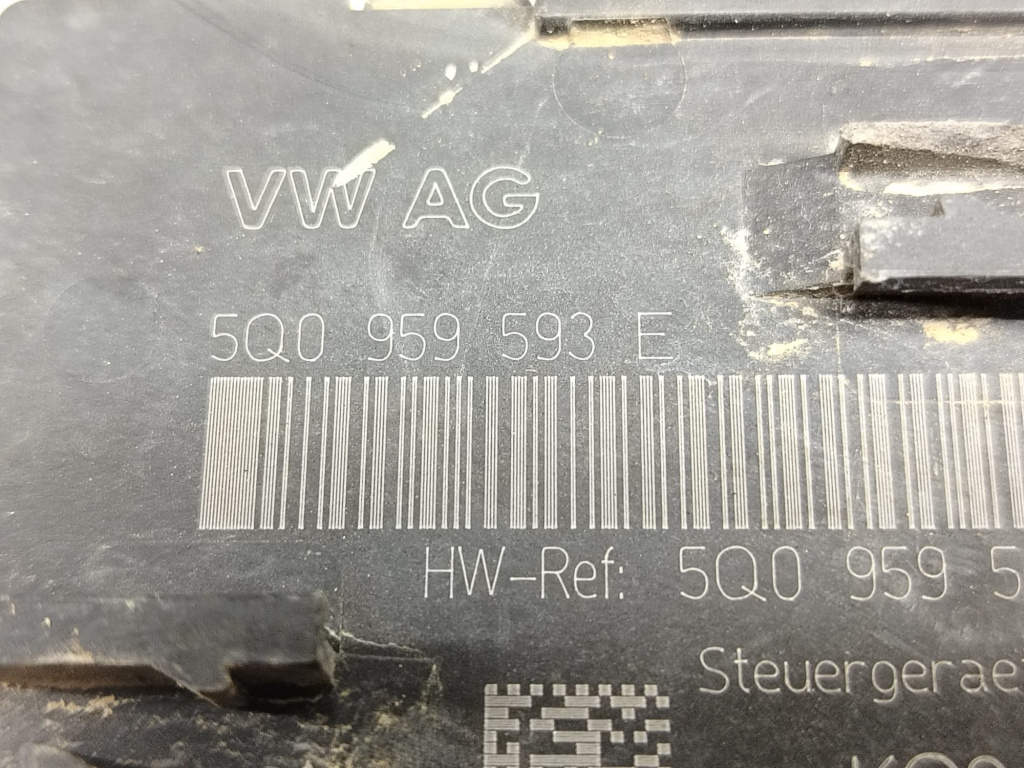 VW AG
5Q0 959 593 E
HW-Ref: 5Q0 959 5
Steuergerae